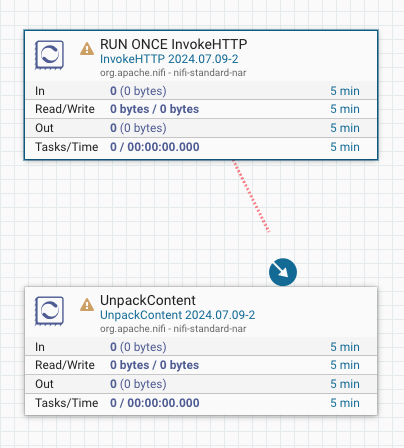 RUN ONCE InvokeHTTP
InvokeHTTP 2024.07.09-2
org.apache.nifi - nifi-standard-nar
In 0 (0 bytes) 5 min
Read/Write 0 bytes / 0 bytes 5 min
Out 0 (0 bytes) 5 min
Tasks/Time 0 / 00:00:00.000 5 min
UnpackContent
UnpackContent 2024.07.09-2
org.apache.nifi - nifi-standard-nar
In 0 (0 bytes) 5 min
Read/Write 0 bytes / 0 bytes 5 min
Out 0 (0 bytes) 5 min
Tasks/Time 0 / 00:00:00.000 5 min